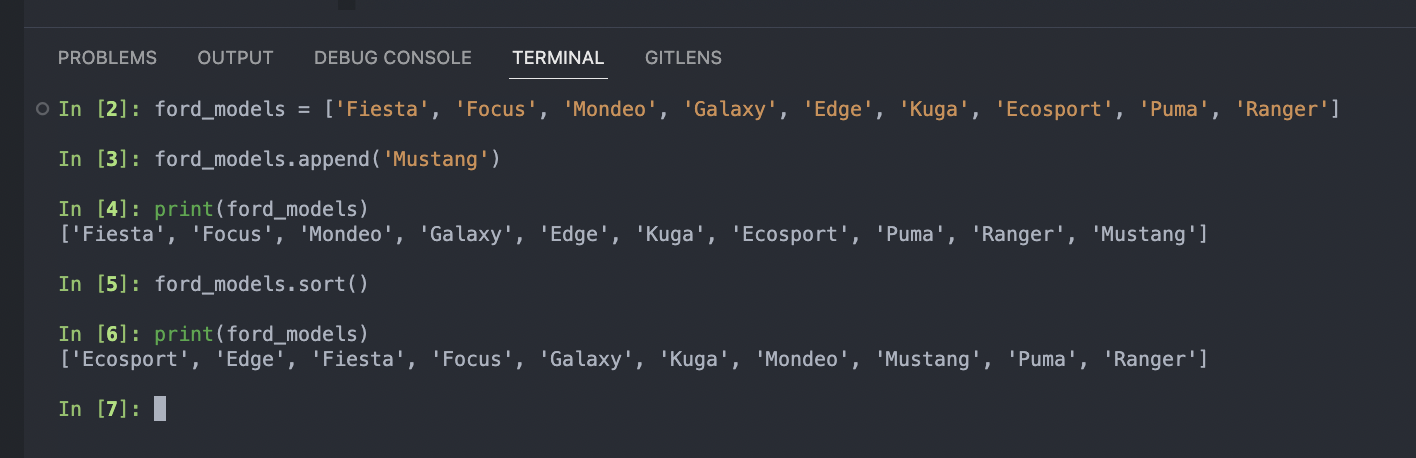 PROBLEMS OUTPUT DEBUG CONSOLE TERMINAL GITLENS
In [2]: ford_models = ['Fiesta', 'Focus', 'Mondeo', 'Galaxy', 'Edge', 'Kuga', 'Ecosport', 'Puma', 'Ranger']
In [3]: ford_models.append('Mustang')
In [4]: print(ford_models)
['Fiesta', 'Focus', 'Mondeo', 'Galaxy', 'Edge', 'Kuga', 'Ecosport', 'Puma', 'Ranger', 'Mustang']
In [5]: ford_models.sort()
In [6]: print(ford_models)
['Ecosport', 'Edge', 'Fiesta', 'Focus', 'Galaxy', 'Kuga', 'Mondeo', 'Mustang', 'Puma', 'Ranger']
In [7]: